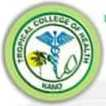 TROPICAL COLLEGE OF HEALTH
KANO